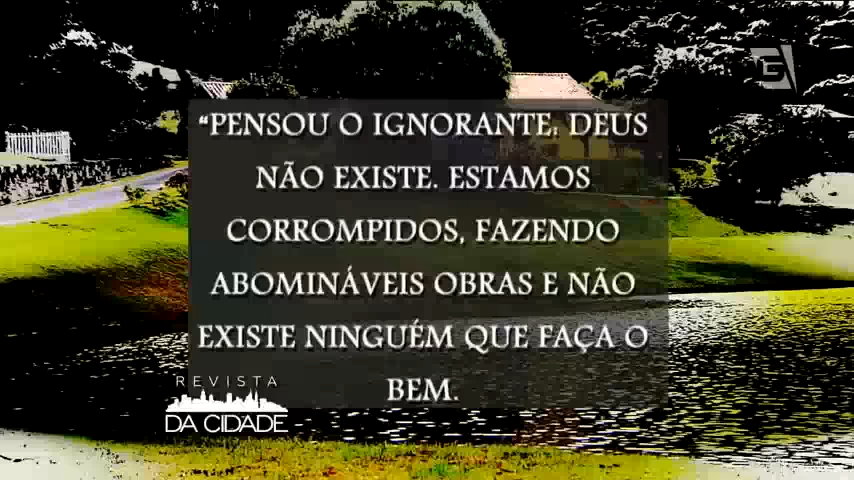 “PENSOU O IGNORANTE: DEUS
NÃO EXISTE. ESTAMOS
CORROMPIDOS, FAZENDO
ABOMINÁVEIS OBRAS E NÃO
EXISTE NINGUÉM QUE FAÇA O
BEM.
REVISTA
DA CIDADE
G